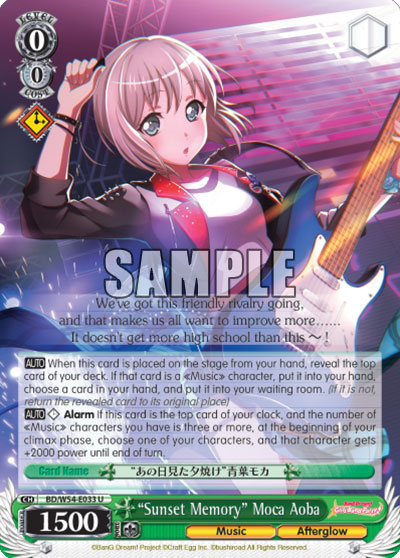 LEVEL
0
0
COST
SAMPLE
We've got this friendly rivalry going,
and that makes us all want to improve more......
It doesn't get more high school than this ～!
AUTO When this card is placed on the stage from your hand, reveal the top
card of your deck. If that card is a «Music» character, put it into your hand,
choose a card in your hand, and put it into your waiting room. (If it is not,
return the revealed card to its original place)
AUTO Alarm If this card is the top card of your clock, and the number of
«Music» characters you have is three or more, at the beginning of your
climax phase, choose one of your characters, and that character gets
+2000 power until end of turn.
Card Name
"あの日見た夕焼け" 青葉モカ
CH BD/W54-E033 U
1500
"Sunset Memory" Moca Aoba
Music
Afterglow
©BanG Dream! Project ©Craft Egg Inc. ©bushiroad All Rights Reserved.